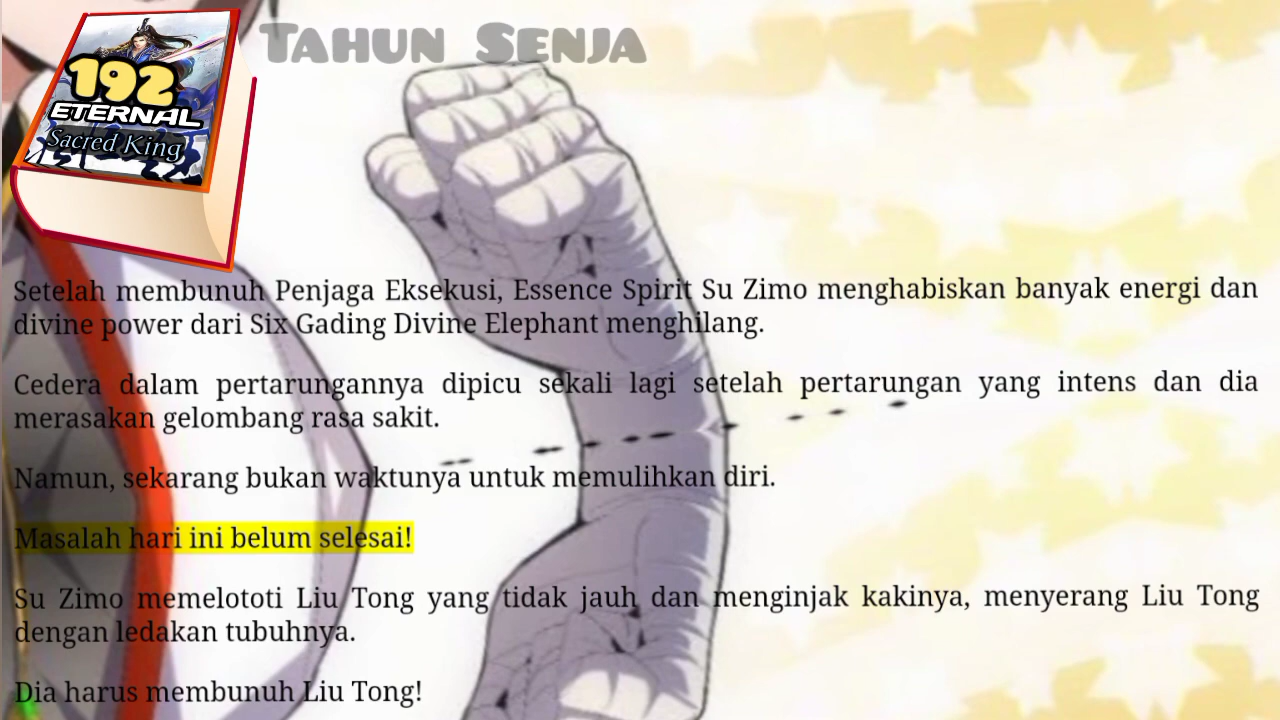 TAHUN SENJA
192
ETERNAL
Sacred King
Setelah membunuh Penjaga Eksekusi, Essence Spirit Su Zimo menghabiskan banyak energi dan
divine power dari Six Gading Divine Elephant menghilang.
Cedera dalam pertarungannya dipicu sekali lagi setelah pertarungan yang intens dan dia
merasakan gelombang rasa sakit.
Namun, sekarang bukan waktunya untuk memulihkan diri.
Masalah hari ini belum selesai!
Su Zimo memelototi Liu Tong yang tidak jauh dan menginjak kakinya, menyerang Liu Tong
dengan ledakan tubuhnya.
Dia harus membunuh Liu Tong!